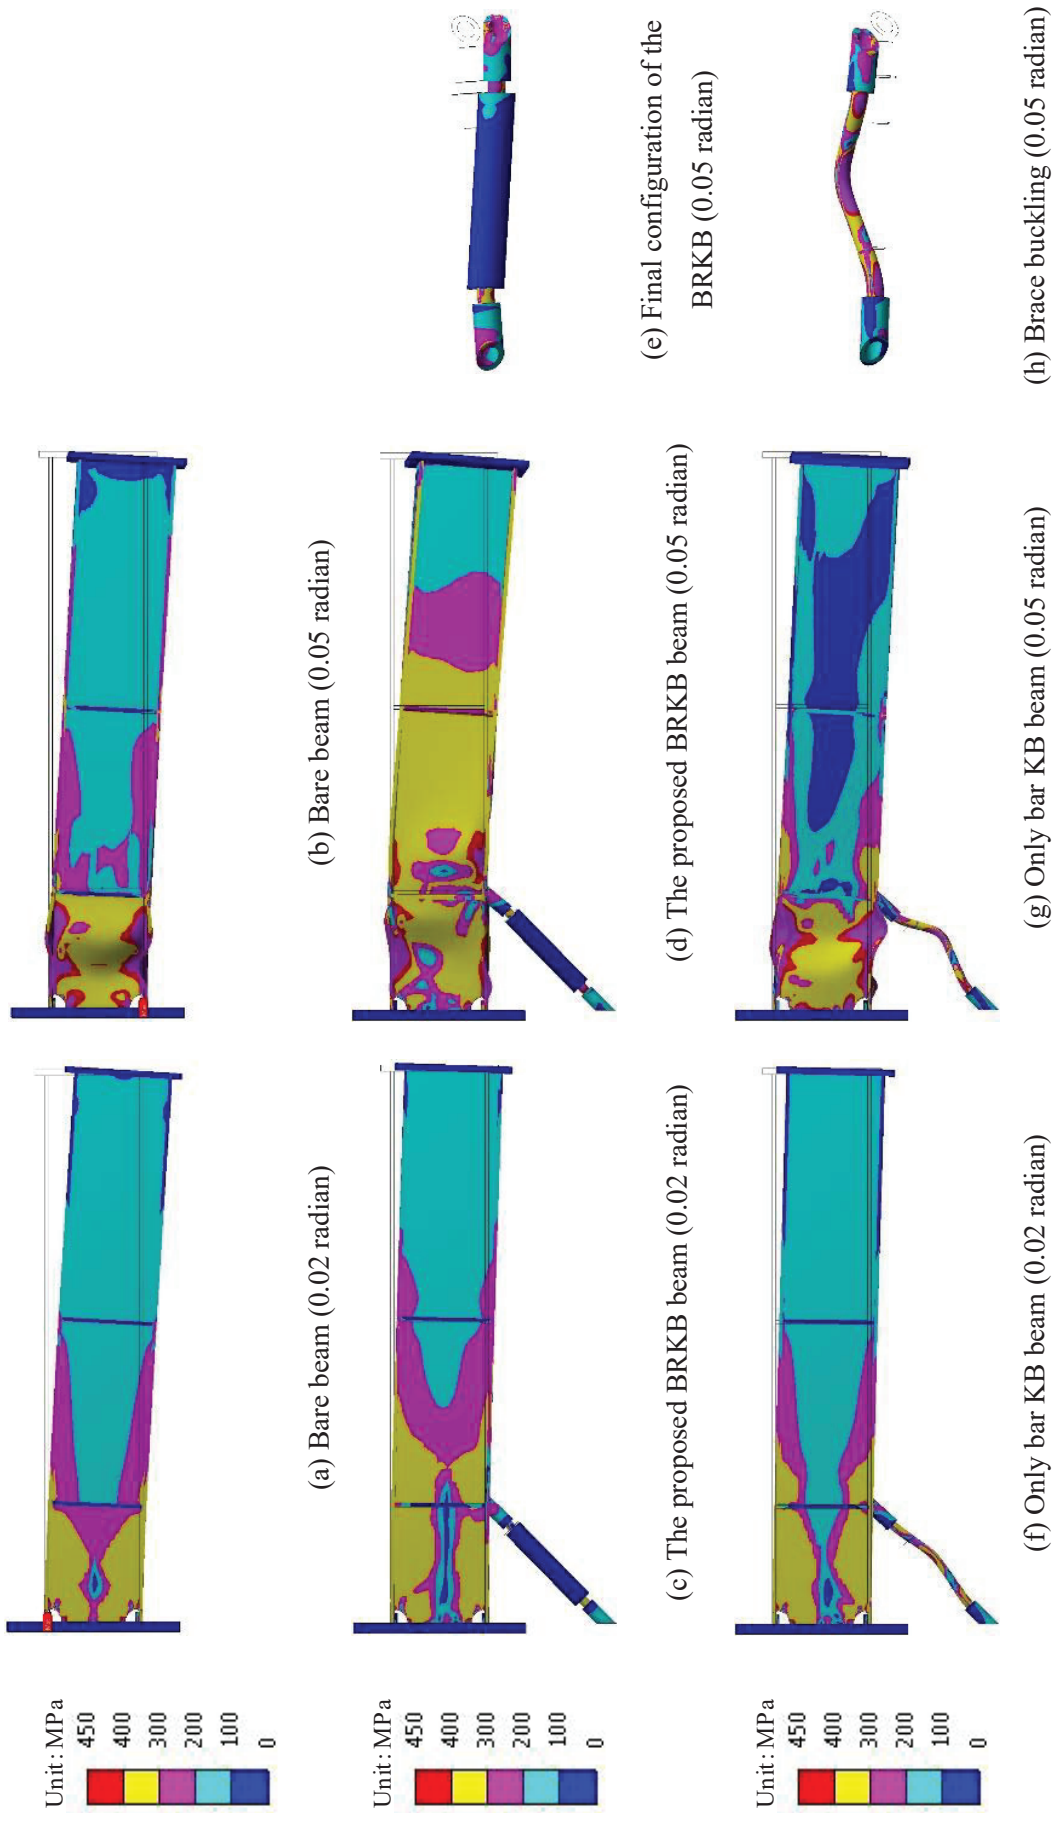 Unit: MPa
450
400
300
200
100
0
(a) Bare beam (0.02 radian)
(b) Bare beam (0.05 radian)
Unit: MPa
450
400
300
200
100
0
(c) The proposed BRKB beam (0.02 radian)
(d) The proposed BRKB beam (0.05 radian)
(e) Final configuration of the
BRKB (0.05 radian)
Unit: MPa
450
400
300
200
100
0
(f) Only bar KB beam (0.02 radian)
(g) Only bar KB beam (0.05 radian)
(h) Brace buckling (0.05 radian)